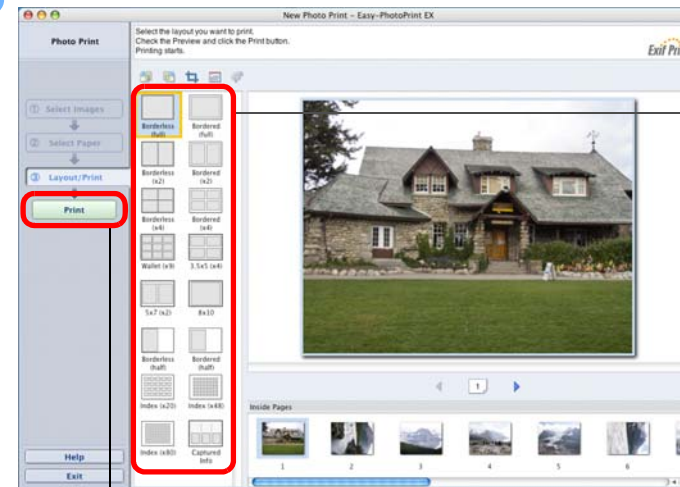 New Photo Print – Easy-PhotoPrint EX
Photo Print
Select the layout you want to print.
Check the Preview and click the Print button.
Printing starts.
Exif Pri
① Select Images
② Select Paper
③ Layout/Print
Print
Borderless (full)
Bordered (full)
Borderless (x2)
Bordered (x2)
Borderless (x4)
Bordered (x4)
Wallet (x9)
3.5x5 (x4)
5x7 (x2)
8x10
Borderless (half)
Bordered (half)
Index (x20)
Index (x48)
Index (x80)
Captured Info
1
Inside Pages
1
2
3
4
5
6
Help
Exit